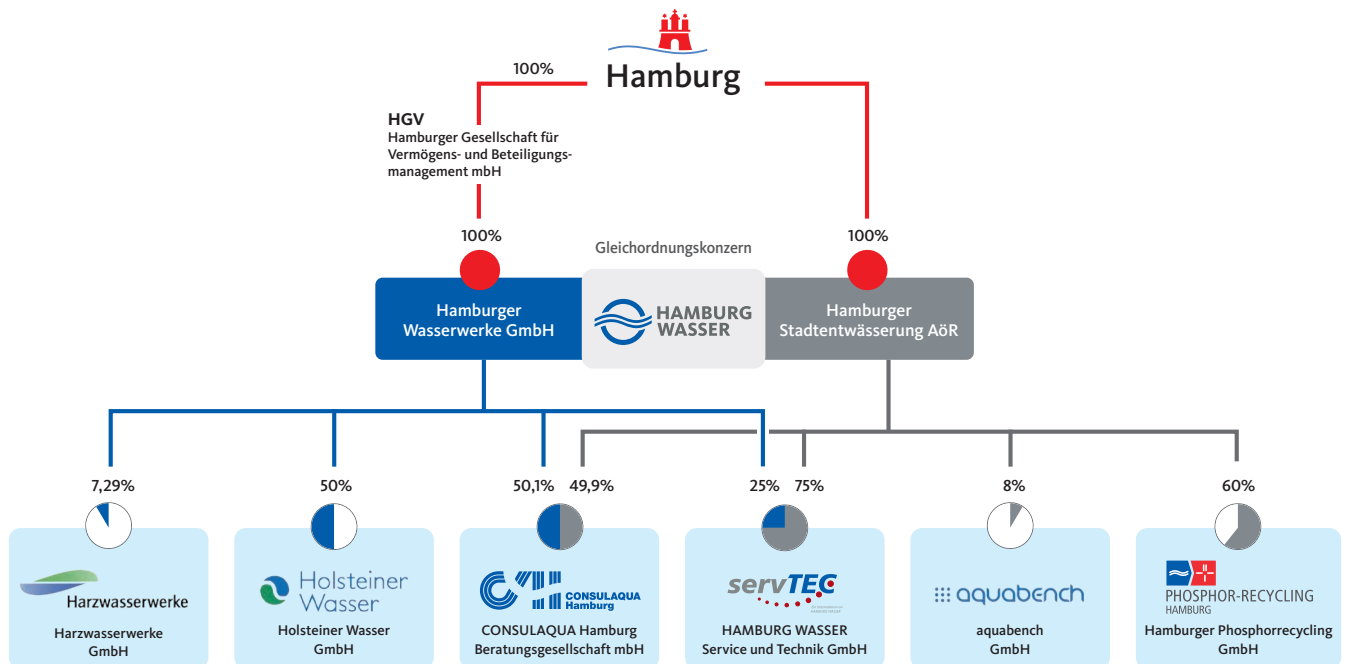 Hamburg
100%
HGV
Hamburger Gesellschaft für
Vermögens- und Beteiligungs-
management mbH
100%
Gleichordnungskonzern
100%
Hamburger
Wasserwerke GmbH
HAMBURG
WASSER
Hamburger
Stadtentwässerung AöR
7,29%
50%
50,1%
49,9%
25%
75%
8%
60%
Harzwasserwerke
Harzwasserwerke
GmbH
Holsteiner
Wasser
Holsteiner Wasser
GmbH
CONSULAQUA
Hamburg
CONSULAQUA Hamburg
Beratungsgesellschaft mbH
servTEC
HAMBURG WASSER
Service und Technik GmbH
aquabench
aquabench
GmbH
PHOSPHOR-RECYCLING
HAMBURG
Hamburger Phosphorrecycling
GmbH